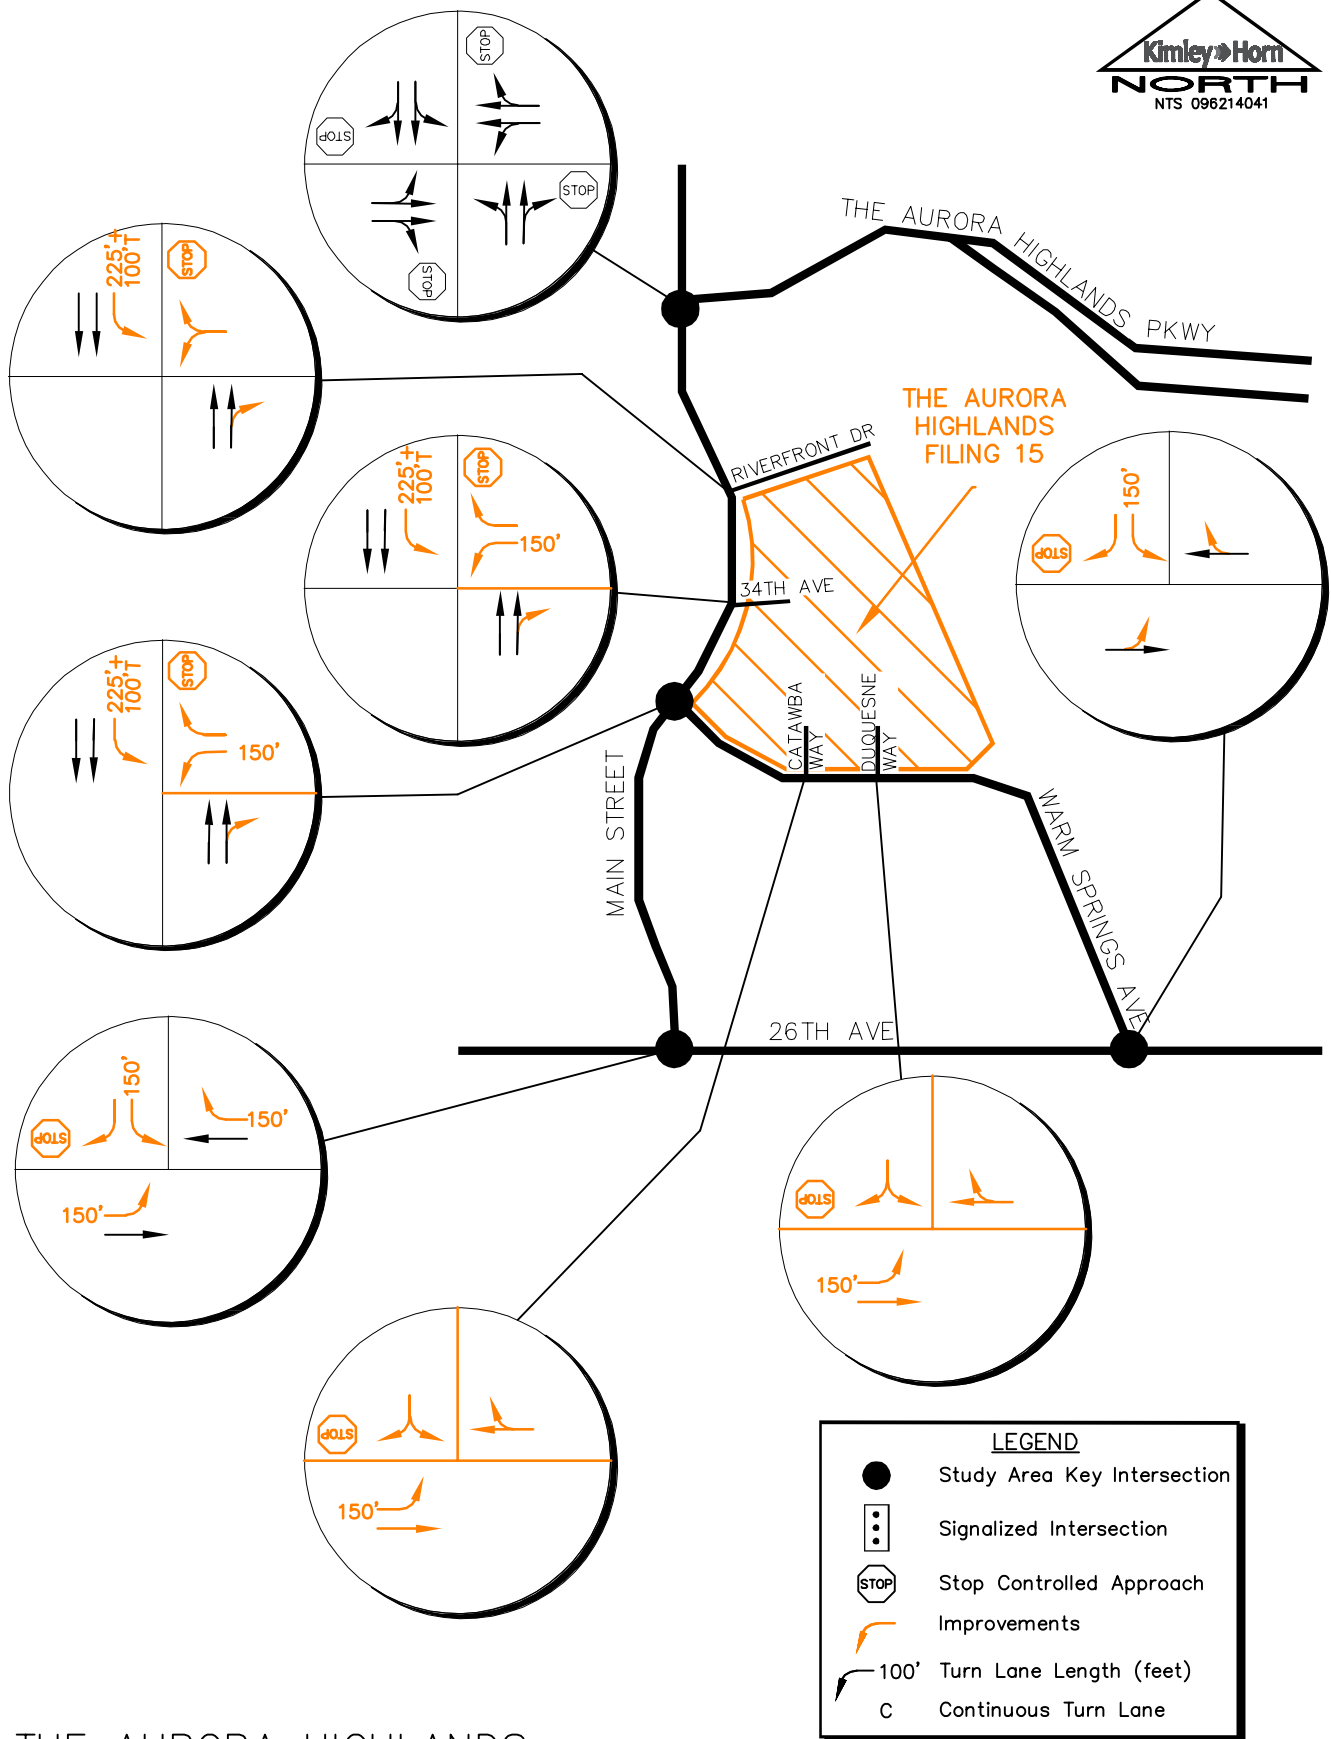 Kimley»Horn
NORTH
NTS 096214041
STOP
STOP
STOP
STOP
THE AURORA HIGHLANDS PKWY
225'+
100'T
STOP
THE AURORA
HIGHLANDS
FILING 15
RIVERFRONT DR
225'+
100'T
STOP
150'
150'
STOP
34TH AVE
225'+
100'T
STOP
150'
CATAWBA
WAY
DUQUESNE
WAY
MAIN STREET
WARM SPRINGS AVE
26TH AVE
150'
STOP
150'
150'
STOP
150'
STOP
150'
LEGEND
Study Area Key Intersection
Signalized Intersection
STOP Stop Controlled Approach
Improvements
100' Turn Lane Length (feet)
C Continuous Turn Lane
THE AURORA HIGHLANDS